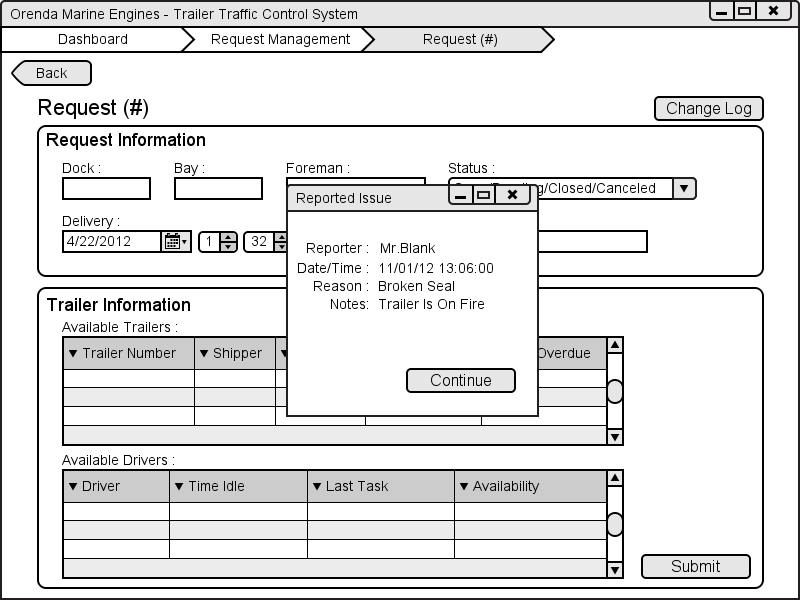 Orenda Marine Engines - Trailer Traffic Control System
Dashboard
Request Management
Request (#)
Back
Request (#)
Change Log
Request Information
Dock :
Bay :
Foreman :
Status :
/Closed/Canceled
Delivery :
4/22/2012
1
32
Reported Issue
Reporter : Mr.Blank
Date/Time : 11/01/12 13:06:00
Reason : Broken Seal
Notes: Trailer Is On Fire
Continue
Trailer Information
Available Trailers :
Trailer Number
Shipper
Overdue
Available Drivers :
Driver
Time Idle
Last Task
Availability
Submit